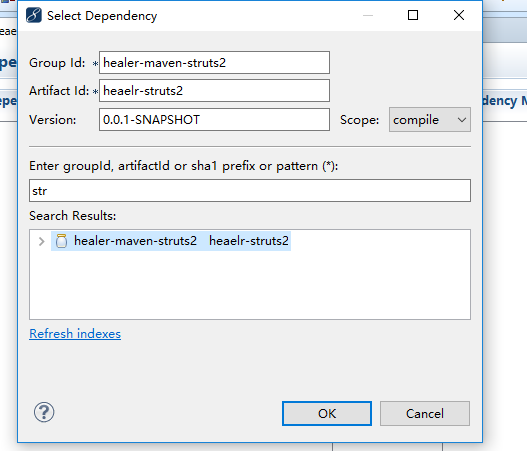 Select Dependency
Group Id: * healer-maven-struts2
Artifact Id: * heaelr-struts2
Version: 0.0.1-SNAPSHOT Scope: compile
Enter groupId, artifactId or sha1 prefix or pattern (*):
str
Search Results:
healer-maven-struts2 heaelr-struts2
Refresh indexes
OK Cancel